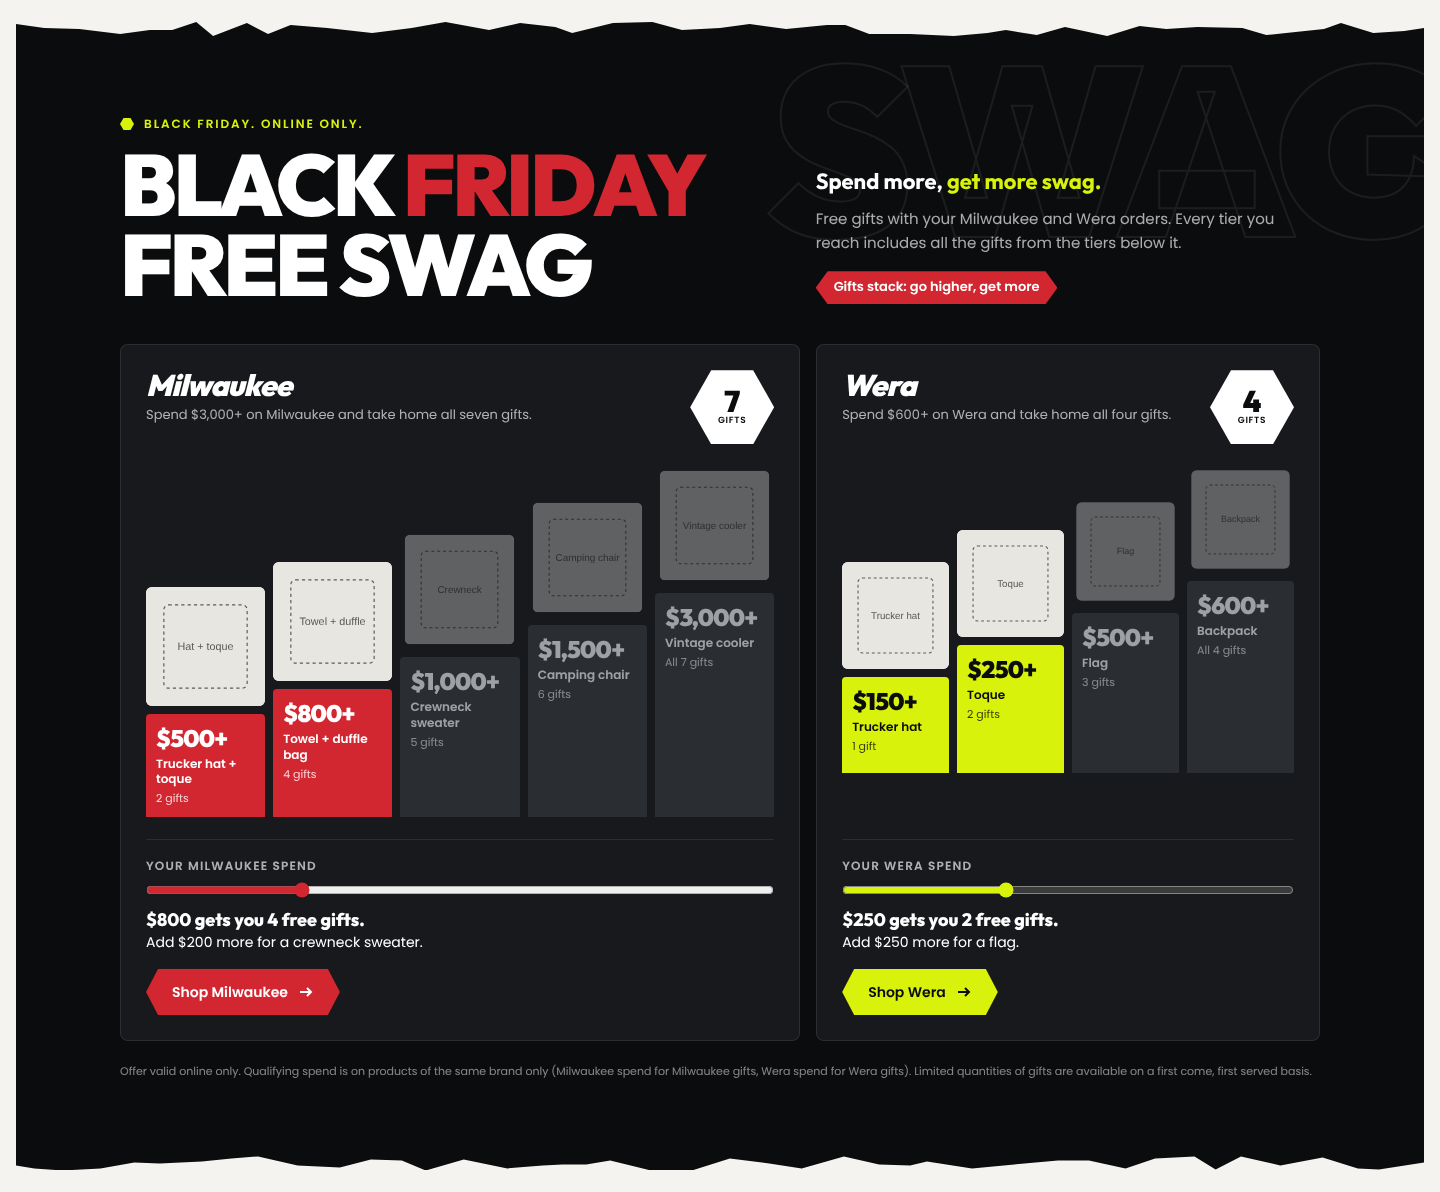 SWAG
BLACK FRIDAY. ONLINE ONLY.
BLACK FRIDAY
FREE SWAG
Spend more, get more swag.
Free gifts with your Milwaukee and Wera orders. Every tier you
reach includes all the gifts from the tiers below it.
Gifts stack: go higher, get more
Milwaukee
Spend $3,000+ on Milwaukee and take home all seven gifts.
7
GIFTS
Hat + toque
$500+
Trucker hat +
toque
2 gifts
Towel + duffle
$800+
Towel + duffle
bag
4 gifts
Crewneck
$1,000+
Crewneck
sweater
5 gifts
Camping chair
$1,500+
Camping chair
6 gifts
Vintage cooler
$3,000+
Vintage cooler
All 7 gifts
YOUR MILWAUKEE SPEND
$800 gets you 4 free gifts.
Add $200 more for a crewneck sweater.
Shop Milwaukee →
Wera
Spend $600+ on Wera and take home all four gifts.
4
GIFTS
Trucker hat
$150+
Trucker hat
1 gift
Toque
$250+
Toque
2 gifts
Flag
$500+
Flag
3 gifts
Backpack
$600+
Backpack
All 4 gifts
YOUR WERA SPEND
$250 gets you 2 free gifts.
Add $250 more for a flag.
Shop Wera →
Offer valid online only. Qualifying spend is on products of the same brand only (Milwaukee spend for Milwaukee gifts, Wera spend for Wera gifts). Limited quantities of gifts are available on a first come, first served basis.